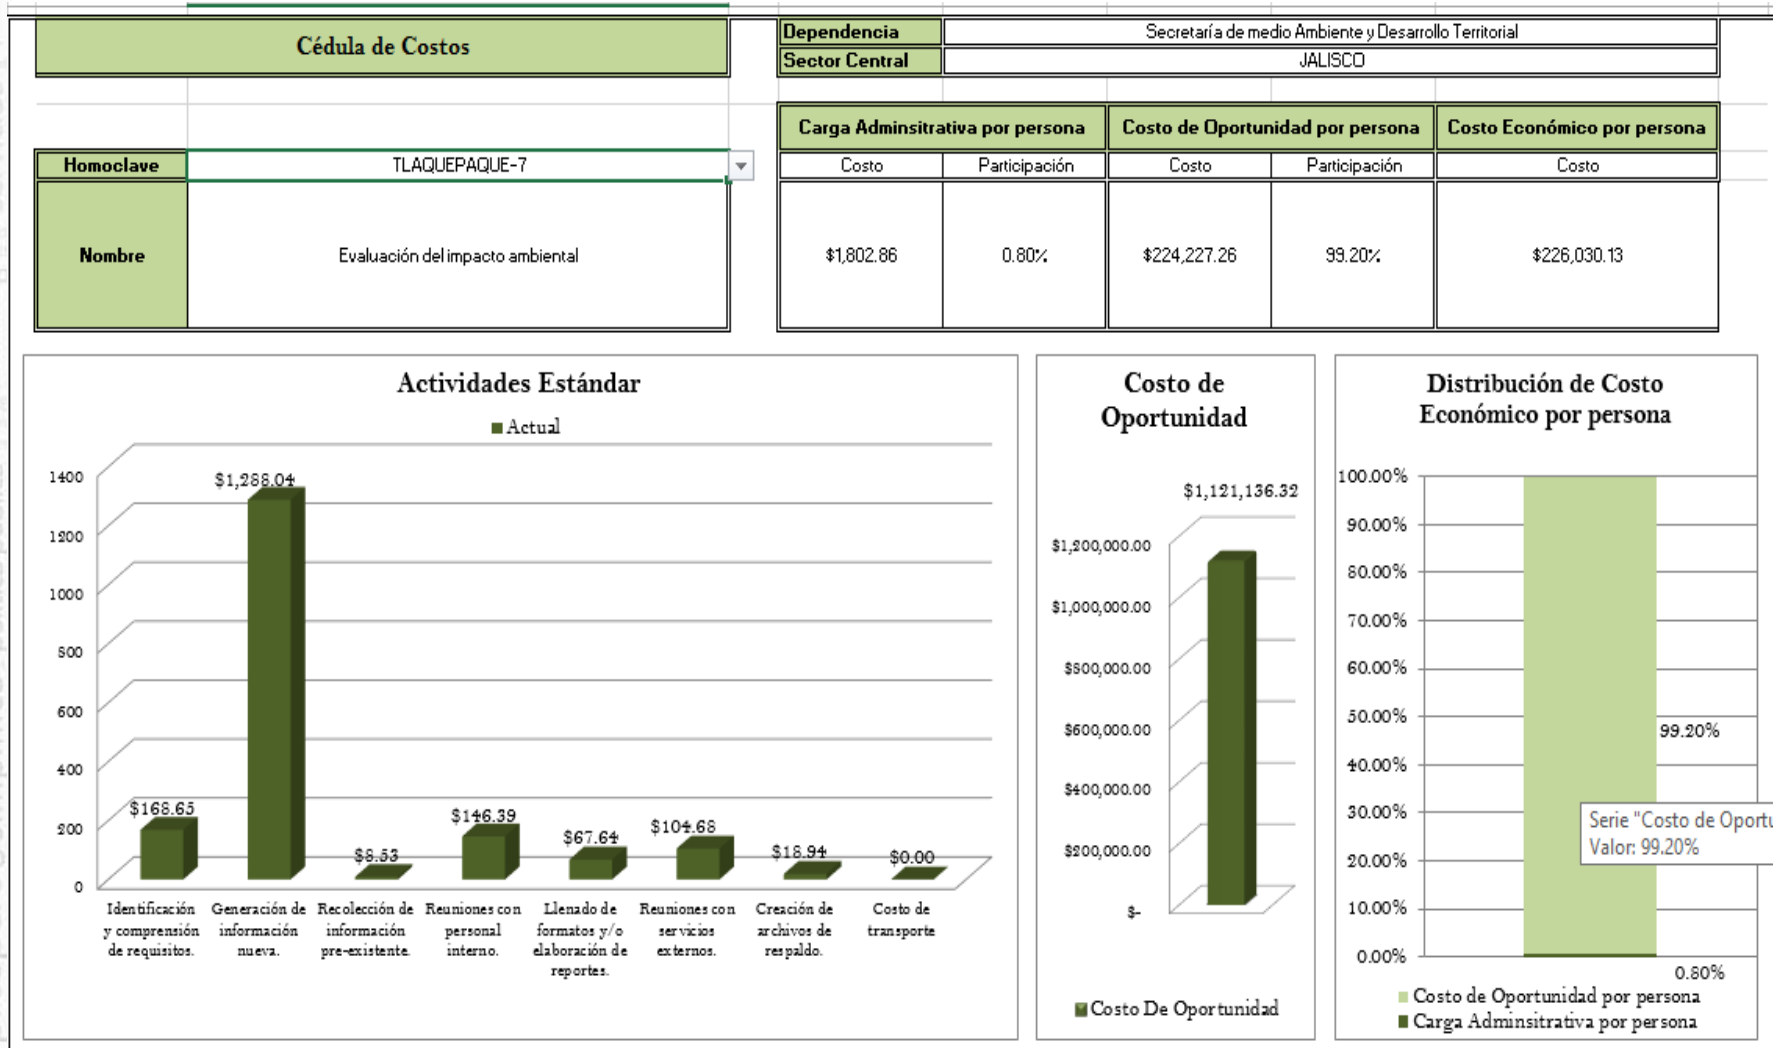 Cédula de Costos
Dependencia
Secretaría de medio Ambiente y Desarrollo Territorial
Sector Central
JALISCO
Carga Adminsitrativa por persona
Costo de Oportunidad por persona
Costo Económico por persona
Homoclave
TLAQUEPAQUE-7
Costo
Participación
Costo
Participación
Costo
Nombre
Evaluación del impacto ambiental
$1,802.86
0.80%
$224,227.26
99.20%
$226,030.13
Actividades Estándar
Actual
1400
1200
1000
800
600
400
200
0
$168.65
$1,288.04
$8.53
$146.39
$67.64
$104.68
$18.94
$0.00
Identificación
y comprensión
de requisitos.
Generación de
información
nueva.
Recolección de
información
pre-existente.
Reuniones con
personal
interno.
Llenado de
formatos y/o
elaboración de
reportes.
Reuniones con
servicios
externos.
Creación de
archivos de
respaldo.
Costo de
transporte
Costo de
Oportunidad
$1,121,136.32
$1,200,000.00
$1,000,000.00
$800,000.00
$600,000.00
$400,000.00
$200,000.00
$-
Costo De Oportunidad
Distribución de Costo
Económico por persona
100.00%
90.00%
80.00%
70.00%
60.00%
50.00%
40.00%
30.00%
20.00%
10.00%
0.00%
99.20%
Serie "Costo de Oportu
Valor: 99.20%
0.80%
Costo de Oportunidad por persona
Carga Adminsitrativa por persona